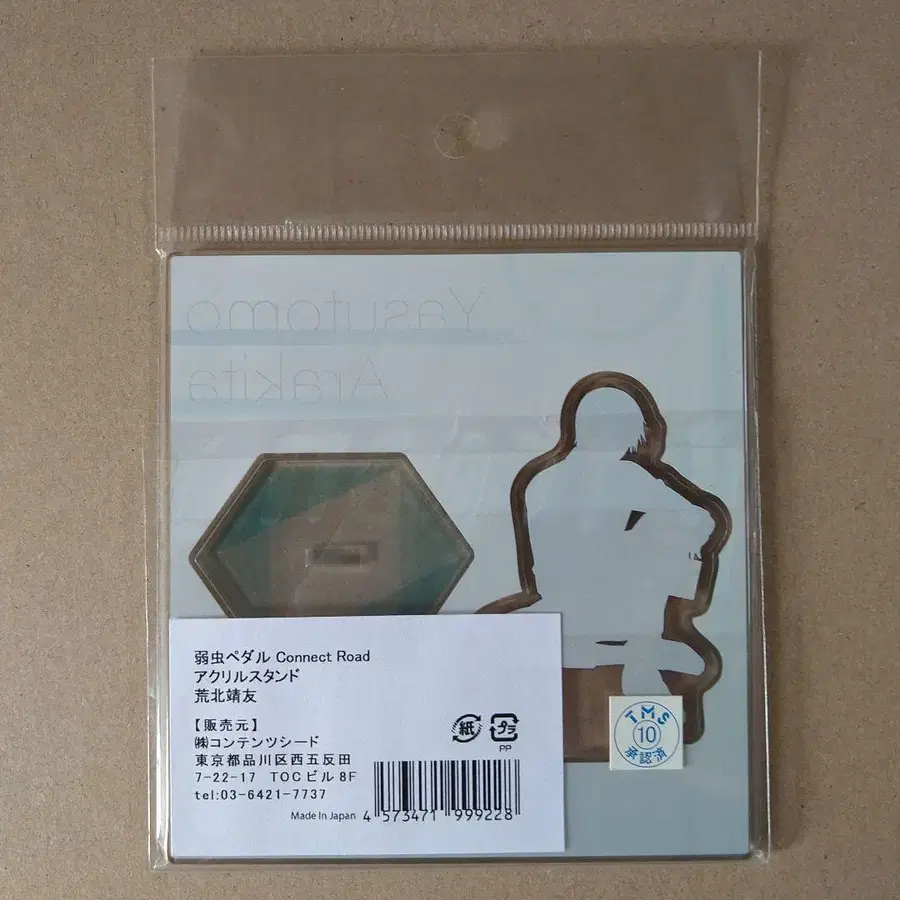 Yasutomo
Arakita
弱虫ペダル Connect Road
アクリルスタンド
荒北靖友
【販売元】
㈱コンテンツシード
東京都品川区西五反田
7-22-17 TOCビル 8F
tel:03-6421-7737
紙
プラ
PP
Made In Japan
4 573471 999228
TMS
10
承認済